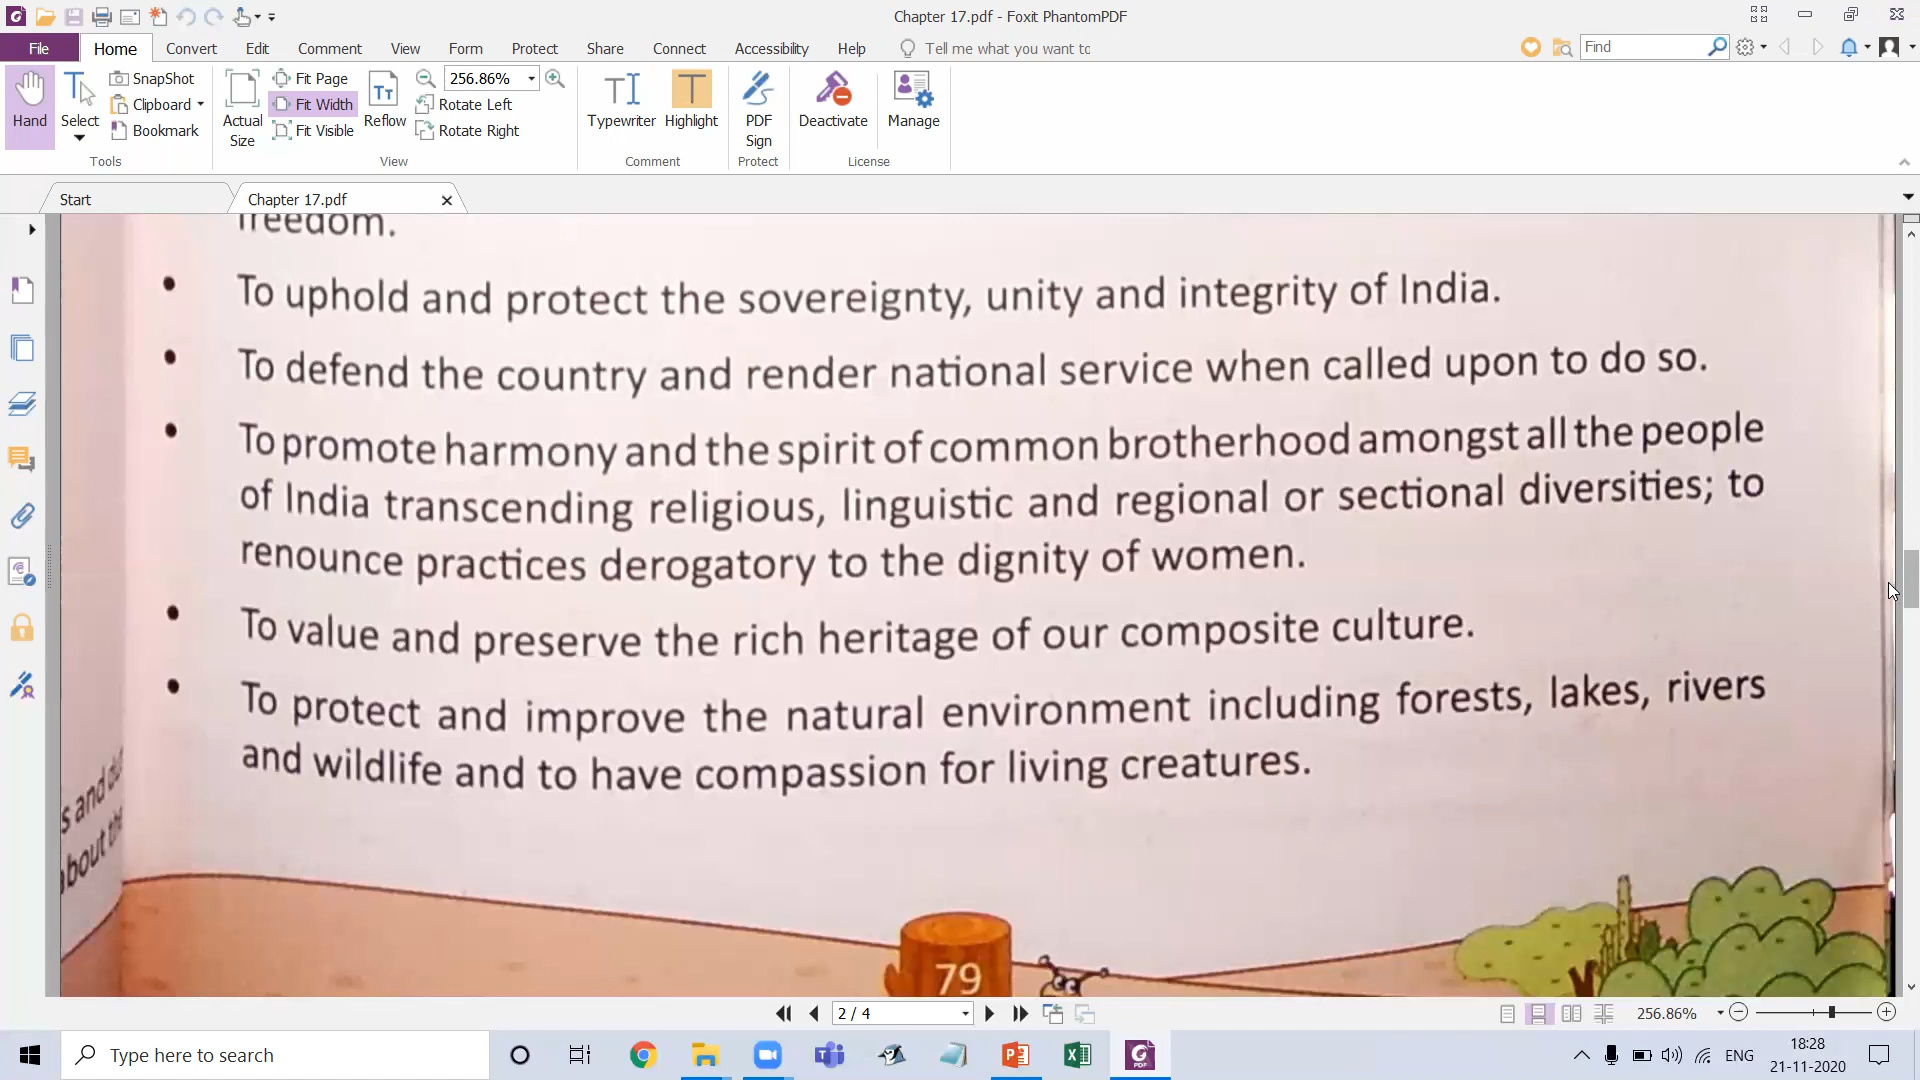 Chapter 17.pdf - Foxit PhantomPDF
File Home Convert Edit Comment View Form Protect Share Connect Accessibility Help Tell me what you want to Find
Hand
Select
SnapShot
Clipboard
Bookmark
Tools
Actual
Size
Fit Page
Fit Width
Fit Visible
Reflow
256.86%
Rotate Left
Rotate Right
View
Typewriter
Highlight
Comment
PDF
Sign
Protect
Deactivate
Manage
License
Start Chapter 17.pdf
freedom.
• To uphold and protect the sovereignty, unity and integrity of India.
• To defend the country and render national service when called upon to do so.
• To promote harmony and the spirit of common brotherhood amongst all the people
of India transcending religious, linguistic and regional or sectional diversities; to
renounce practices derogatory to the dignity of women.
• To value and preserve the rich heritage of our composite culture.
• To protect and improve the natural environment including forests, lakes, rivers
and wildlife and to have compassion for living creatures.
s and
about
79
2 / 4
256.86%
Type here to search
ENG
18:28
21-11-2020